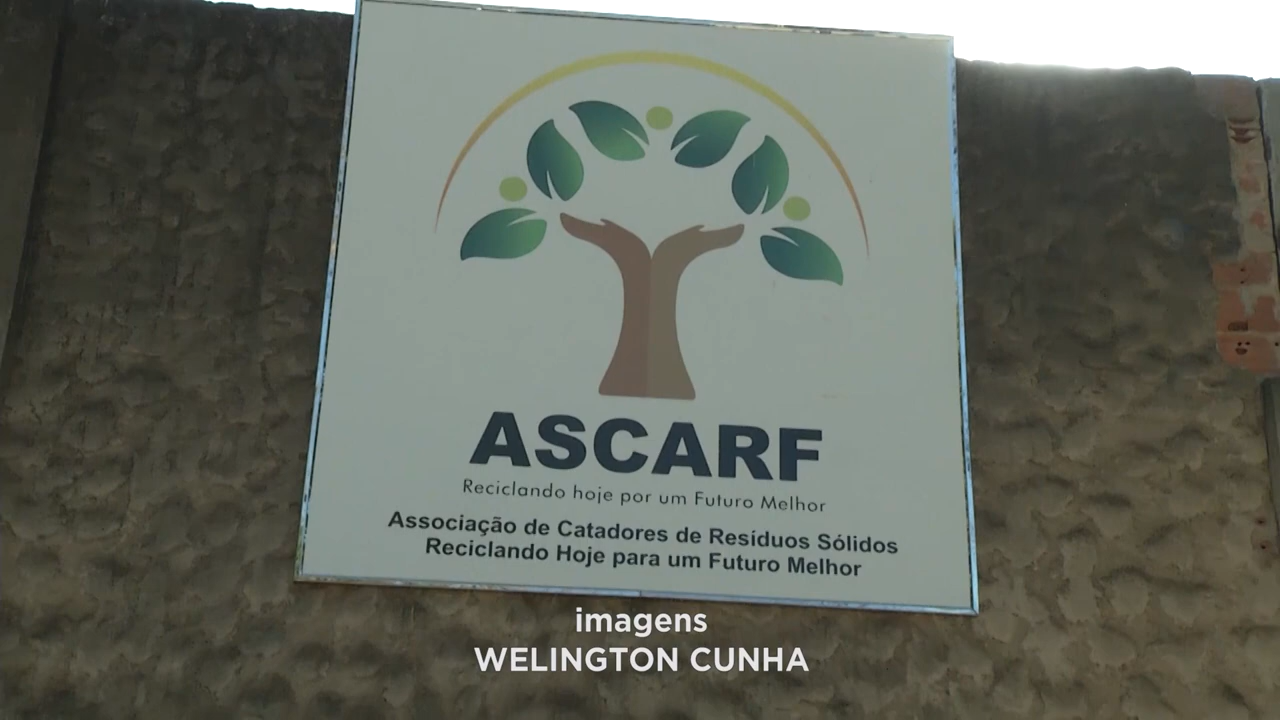 ASCARF
Reciclando hoje por um Futuro Melhor
Associação de Catadores de Resíduos Sólidos
Reciclando Hoje para um Futuro Melhor
imagens
WELINGTON CUNHA